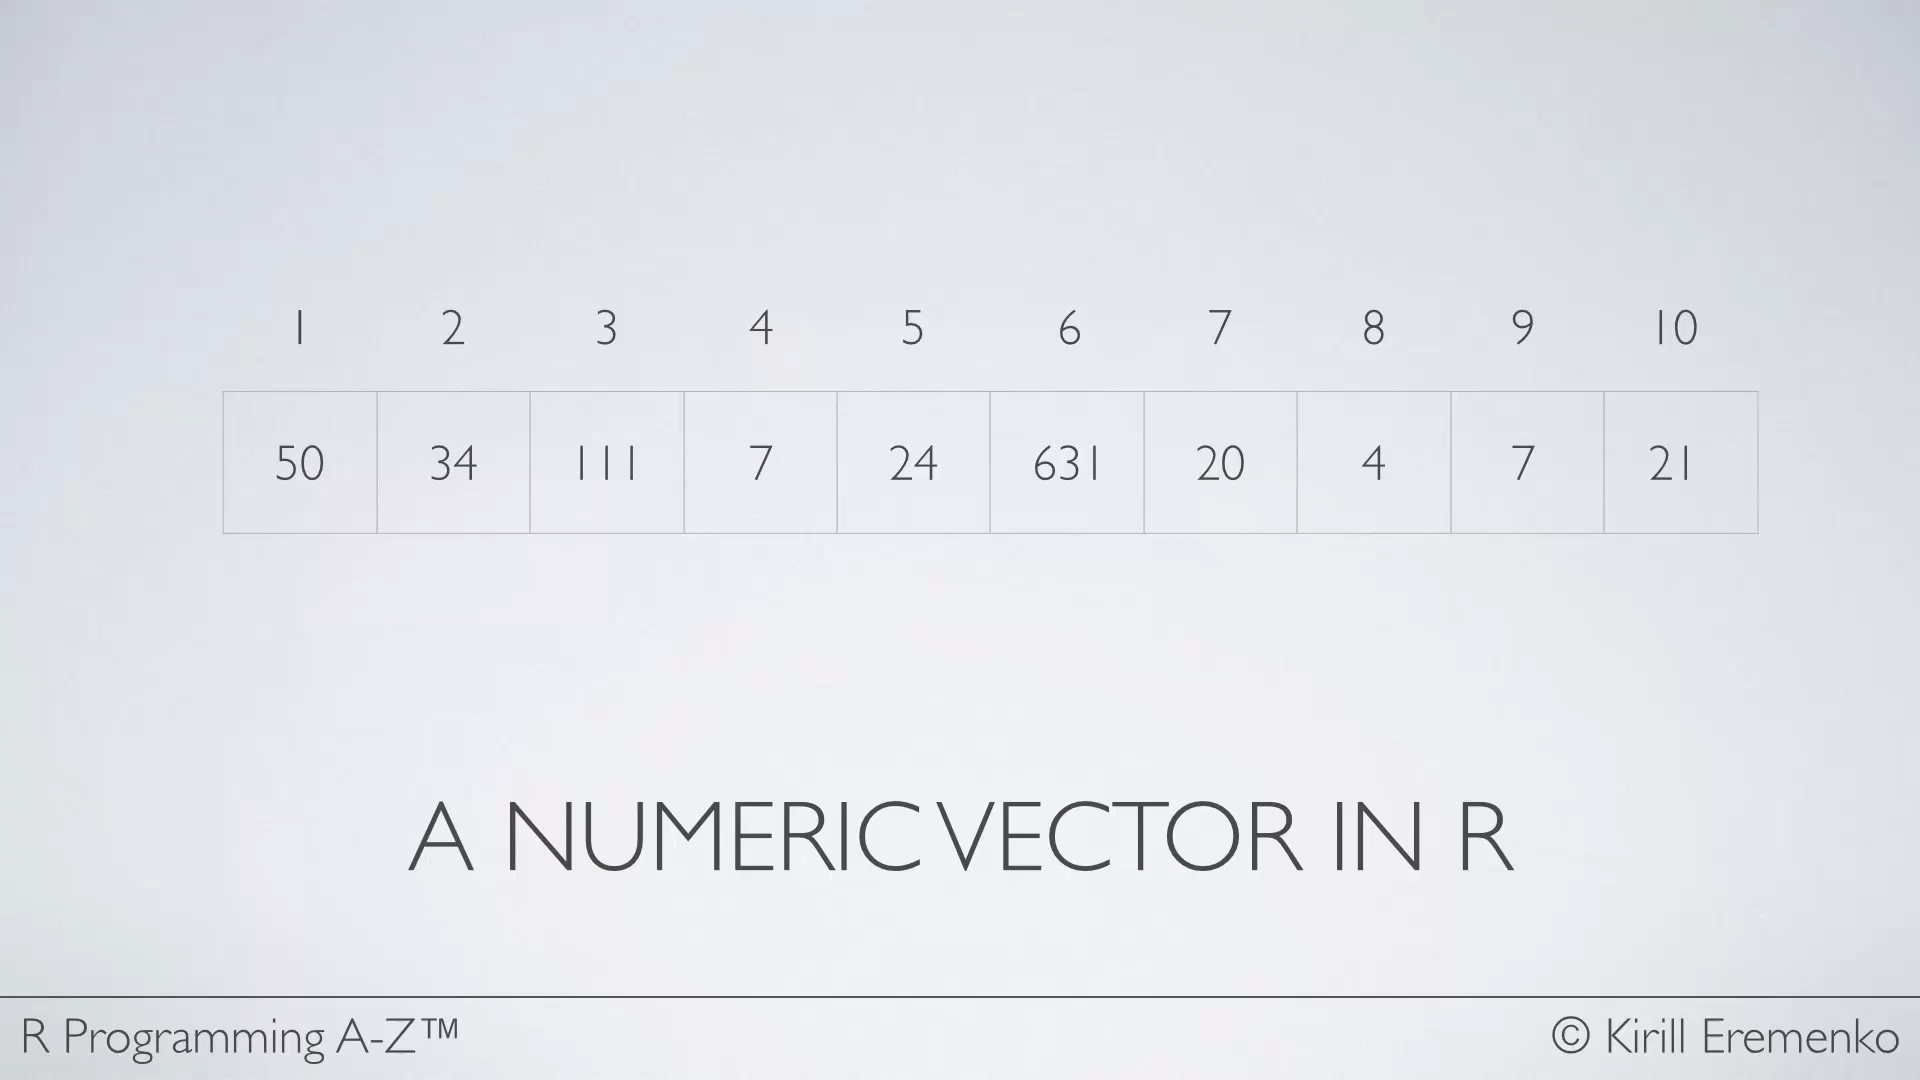 1 2 3 4 5 6 7 8 9 10
50 34 111 7 24 631 20 4 7 21
A NUMERIC VECTOR IN R
R Programming A-Z™ © Kirill Eremenko